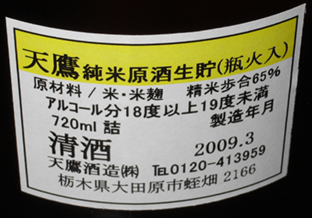 天鷹純米原酒生貯(瓶火入)
原材料/米・米麹 精米歩合65%
アルコール分18度以上19度未満
720ml 詰 製造年月
清酒 2009.3
天鷹酒造㈱ TEL0120-413959
栃木県大田原市蛭畑 2166